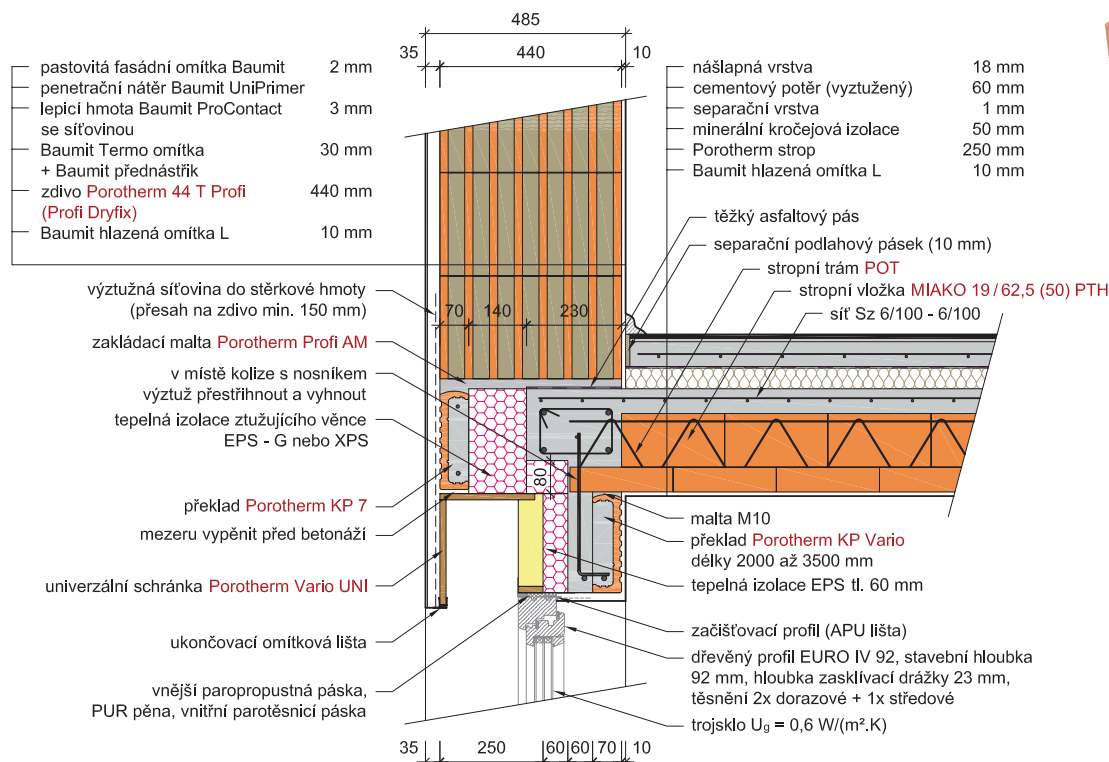 485
35 440 10
pastovitá fasádní omítka Baumit 2 mm
penetrační nátěr Baumit UniPrimer
lepicí hmota Baumit ProContact 3 mm
se síťovinou
Baumit Termo omítka 30 mm
+ Baumit přednástřik
zdivo Porotherm 44 T Profi 440 mm
(Profi Dryfix)
Baumit hlazená omítka L 10 mm
nášlapná vrstva 18 mm
cementový potěr (vyztužený) 60 mm
separační vrstva 1 mm
minerální kročejová izolace 50 mm
Porotherm strop 250 mm
Baumit hlazená omítka L 10 mm
těžký asfaltový pás
separační podlahový pásek (10 mm)
stropní trám POT
stropní vložka MIAKO 19 / 62,5 (50) PTH
síť Sz 6/100 - 6/100
výztužná síťovina do stěrkové hmoty
(přesah na zdivo min. 150 mm)
70 140 230
zakládací malta Porotherm Profi AM
v místě kolize s nosníkem
výztuž přestřihnout a vyhnout
tepelná izolace ztužujícího věnce
EPS - G nebo XPS
80
překlad Porotherm KP 7
mezeru vypěnit před betonáží
univerzální schránka Porotherm Vario UNI
ukončovací omítková lišta
vnější paropropustná páska,
PUR pěna, vnitřní parotěsnicí páska
malta M10
překlad Porotherm KP Vario
délky 2000 až 3500 mm
tepelná izolace EPS tl. 60 mm
začišťovací profil (APU lišta)
dřevěný profil EURO IV 92, stavební hloubka
92 mm, hloubka zasklívací drážky 23 mm,
těsnění 2x dorazové + 1x středové
trojsklo Ug = 0,6 W/(m².K)
35 250 60 60 70 10